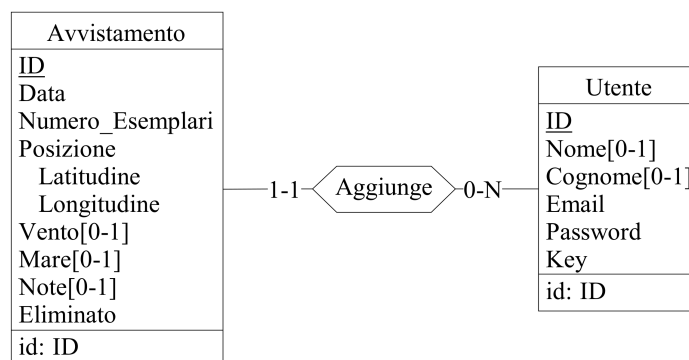 Avvistamento
ID
Data
Numero_Esemplari
Posizione
Latitudine
Longitudine
Vento[0-1]
Mare[0-1]
Note[0-1]
Eliminato
id: ID
1-1
Aggiunge
0-N
Utente
ID
Nome[0-1]
Cognome[0-1]
Email
Password
Key
id: ID